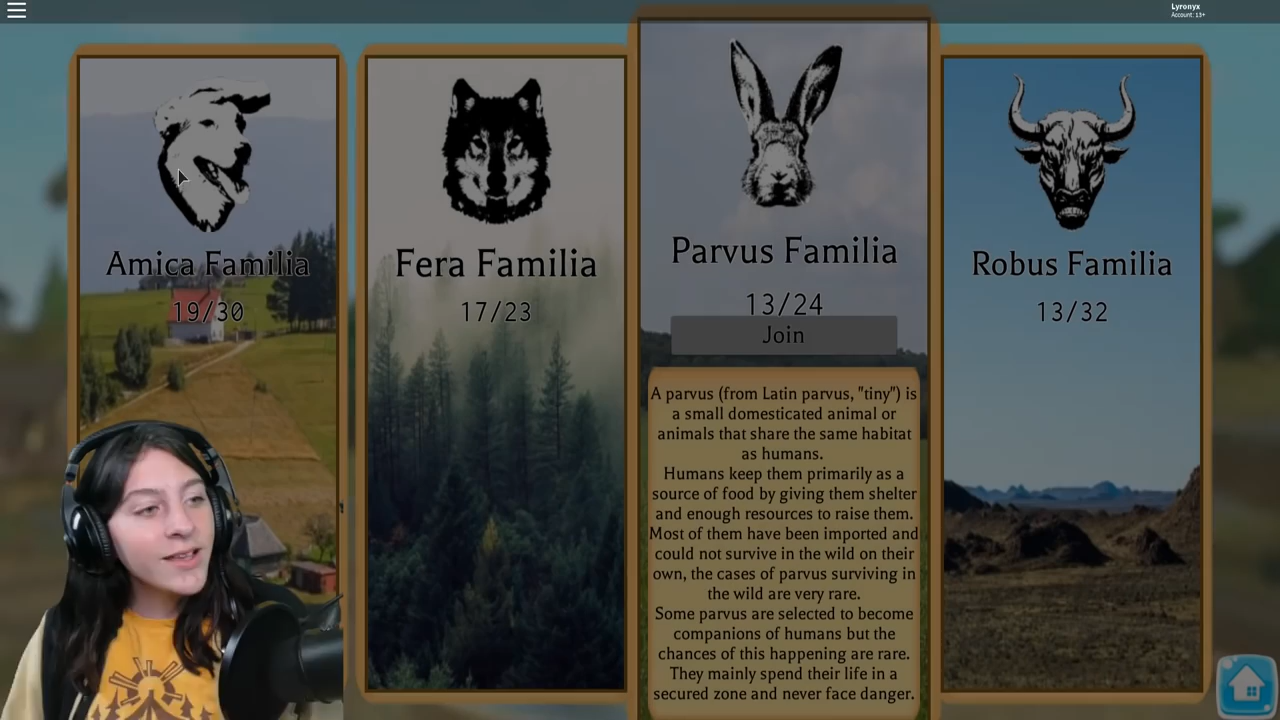 Lyronyx
Account: 13+
Amica Familia
19/30
Fera Familia
17/23
Parvus Familia
13/24
Join
A parvus (from Latin parvus, "tiny") is
a small domesticated animal or
animals that share the same habitat
as humans.
Humans keep them primarily as a
source of food by giving them shelter
and enough resources to raise them.
Most of them have been imported and
could not survive in the wild on their
own, the cases of parvus surviving in
the wild are very rare.
Some parvus are selected to become
companions of humans but the
chances of this happening are rare.
They mainly spend their life in a
secured zone and never face danger.
Robus Familia
13/32